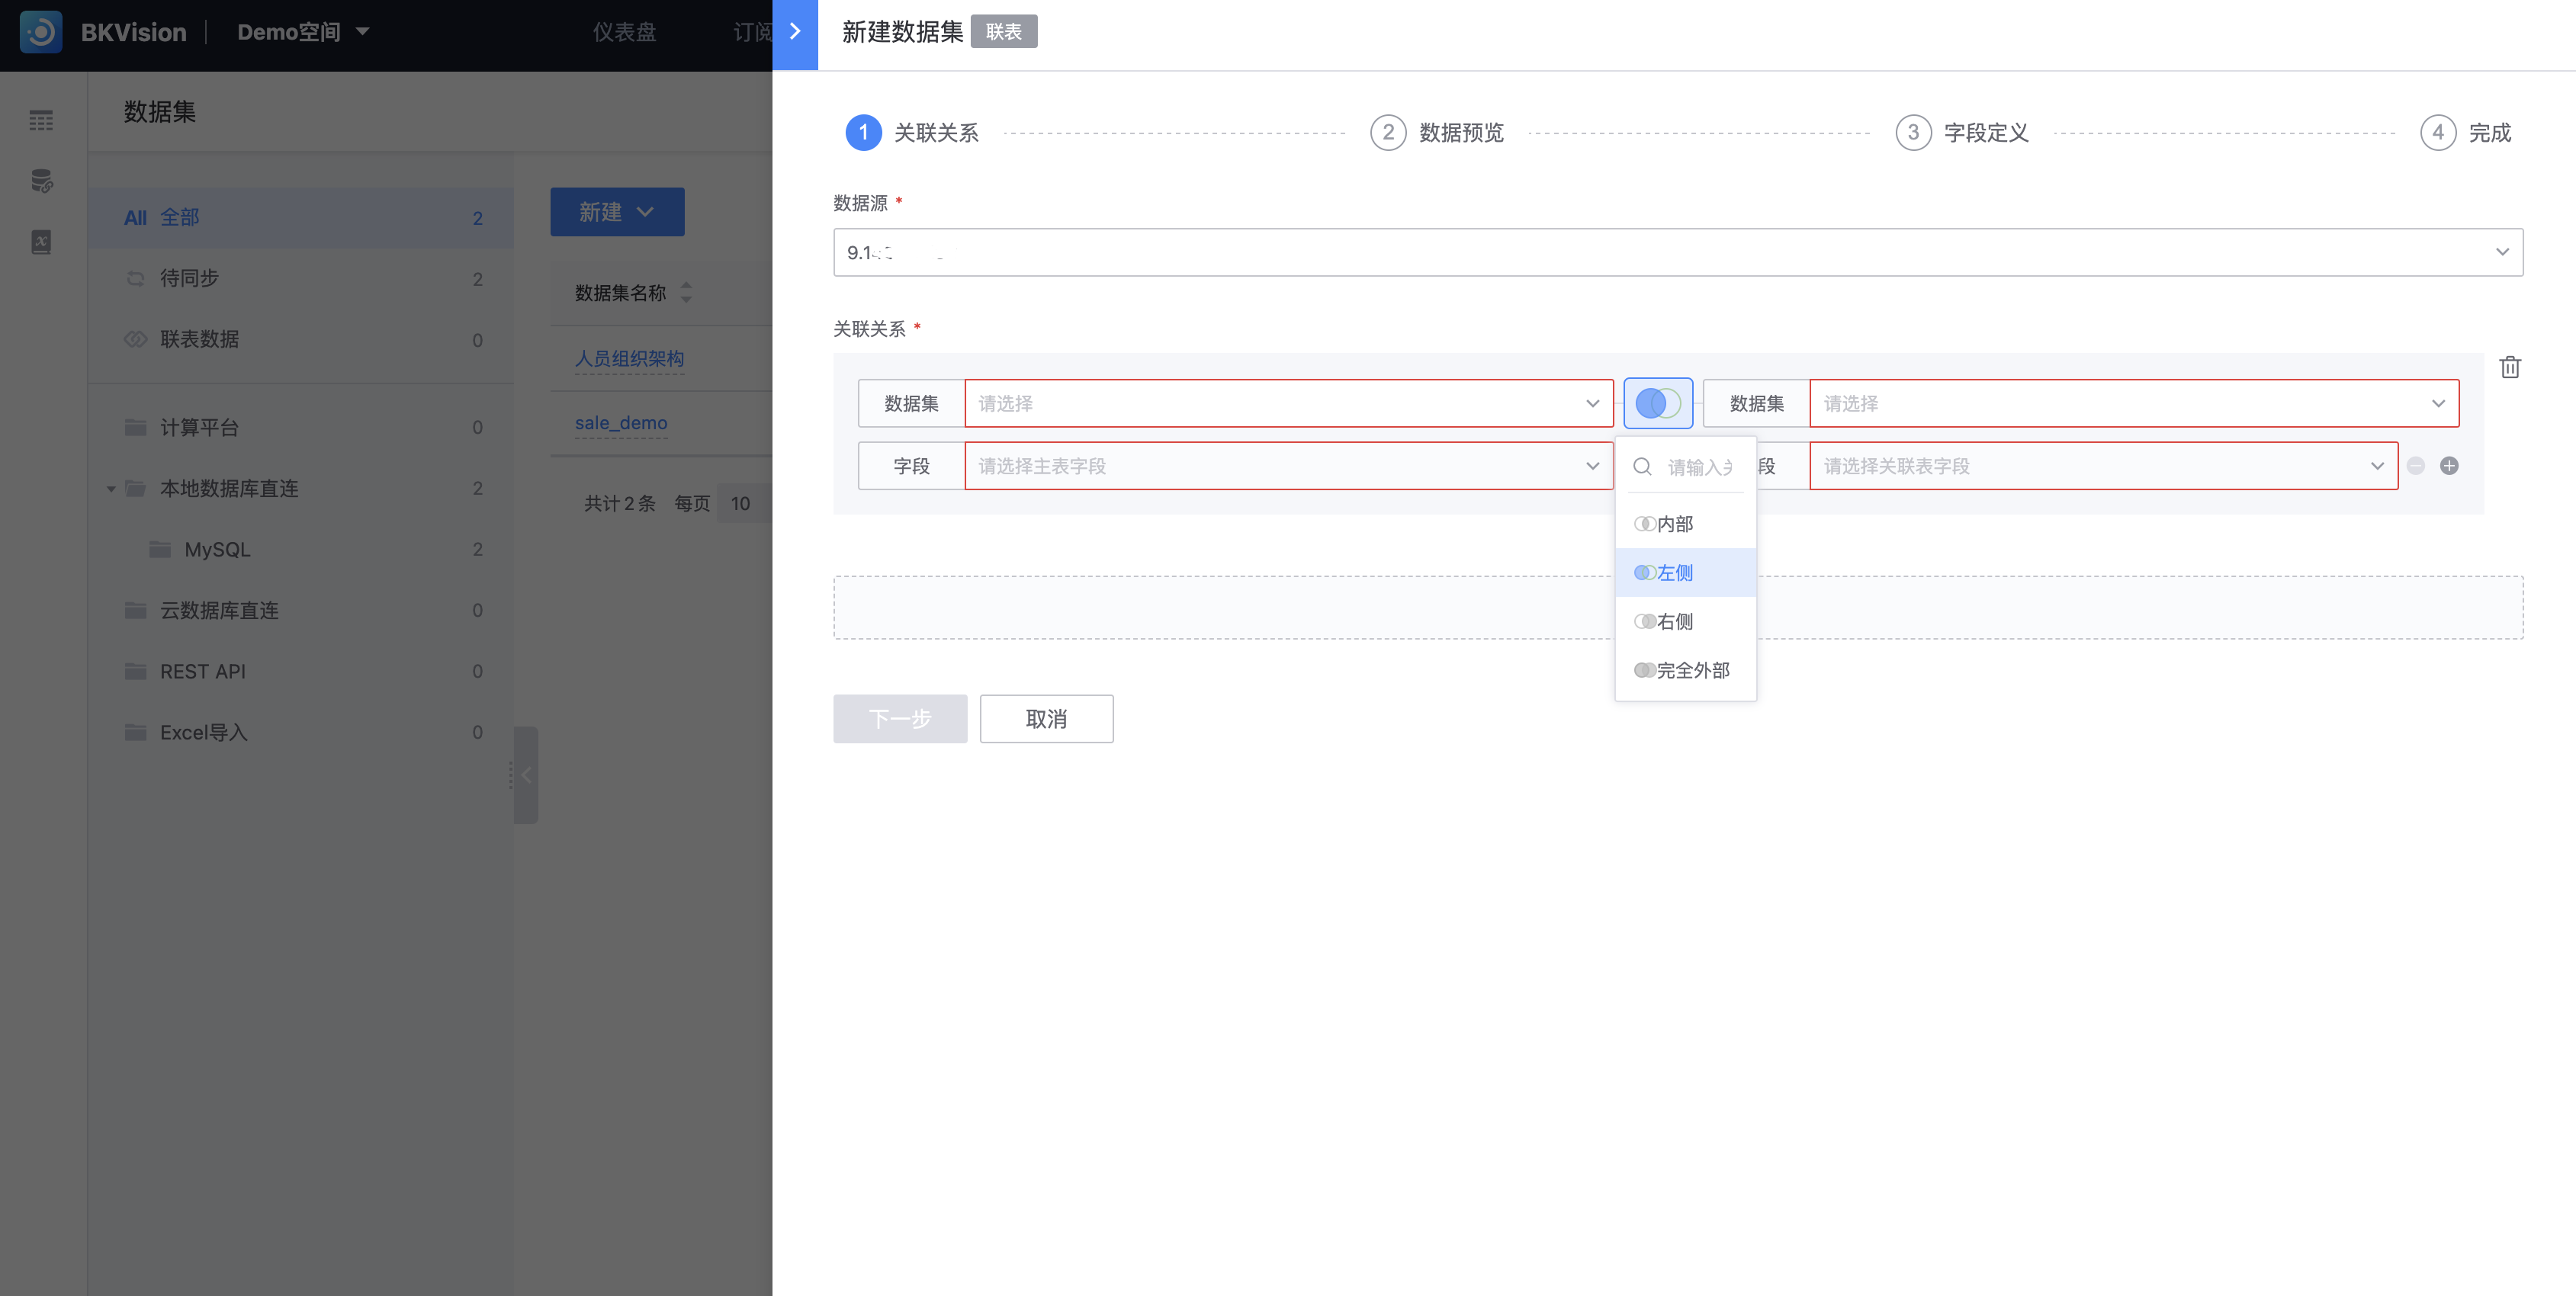 BKVision
Demo空间
仪表盘
订阅
新建数据集
联表
数据集
1 关联关系
2 数据预览
3 字段定义
4 完成
All 全部 2
待同步 2
联表数据 0
计算平台 0
本地数据库直连 2
MySQL 2
云数据库直连 0
REST API 0
Excel导入 0
新建
数据集名称
人员组织架构
sale_demo
共计 2 条 每页 10
数据源 *
9.1
关联关系 *
数据集 请选择
数据集 请选择
字段 请选择主表字段
段 请选择关联表字段
请输入
内部
左侧
右侧
完全外部
下一步
取消